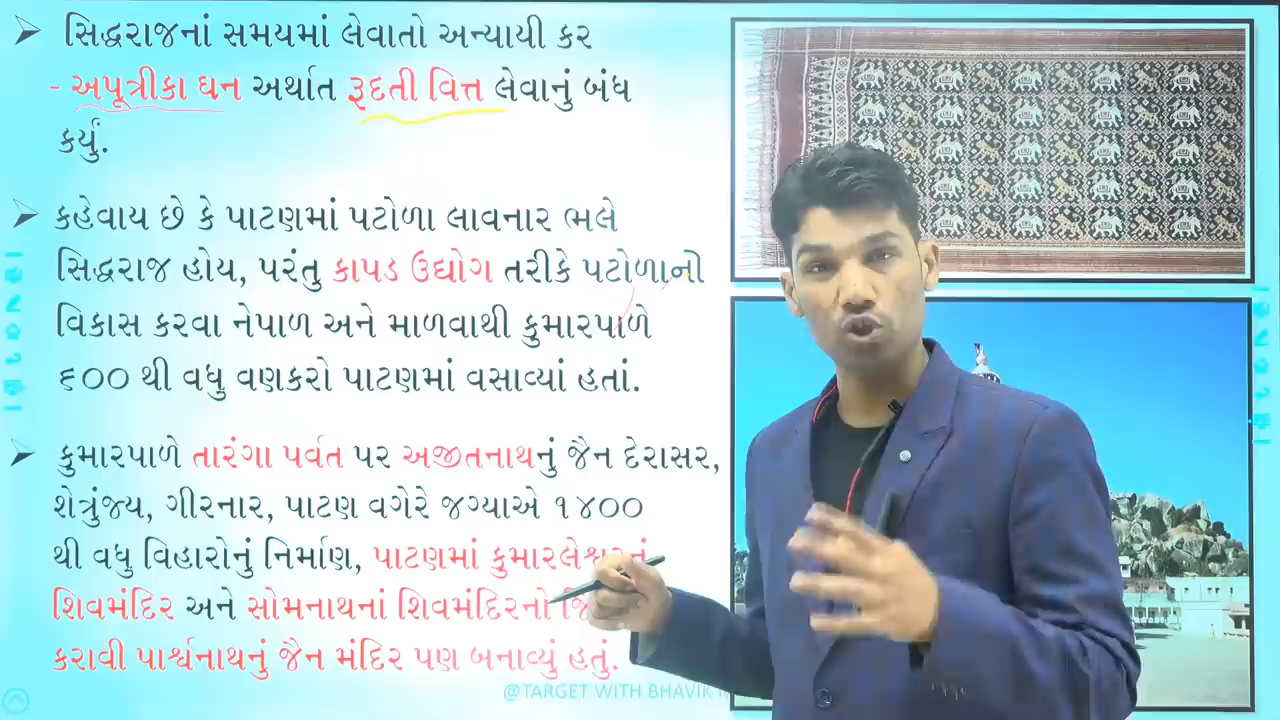 સિદ્ધરાજનાં સમયમાં લેવાતો અન્યાયી કર
- અપૂત્રીકા ધન અર્થાત રૂદતી વિત્ત લેવાનું બંધ
કર્યું.
કહેવાય છે કે પાટણમાં પટોળા લાવનાર ભલે
સિદ્ધરાજ હોય, પરંતુ કાપડ ઉદ્યોગ તરીકે પટોળાનો
વિકાસ કરવા નેપાળ અને માળવાથી કુમારપાળે
૬૦૦ થી વધુ વણકરો પાટણમાં વસાવ્યાં હતાં.
કુમારપાળે તારંગા પર્વત પર અજીતનાથનું જૈન દેરાસર,
શેત્રુંજ્ય, ગીરનાર, પાટણ વગેરે જગ્યાએ ૧૪૦૦
થી વધુ વિહારોનું નિર્માણ, પાટણમાં કુમારલેશ્વરનું
શિવમંદિર અને સોમનાથનાં શિવમંદિરનો
કરાવી પાર્શ્વનાથનું જૈન મંદિર પણ બનાવ્યું હતું.
@TARGET WITH BHAVIK